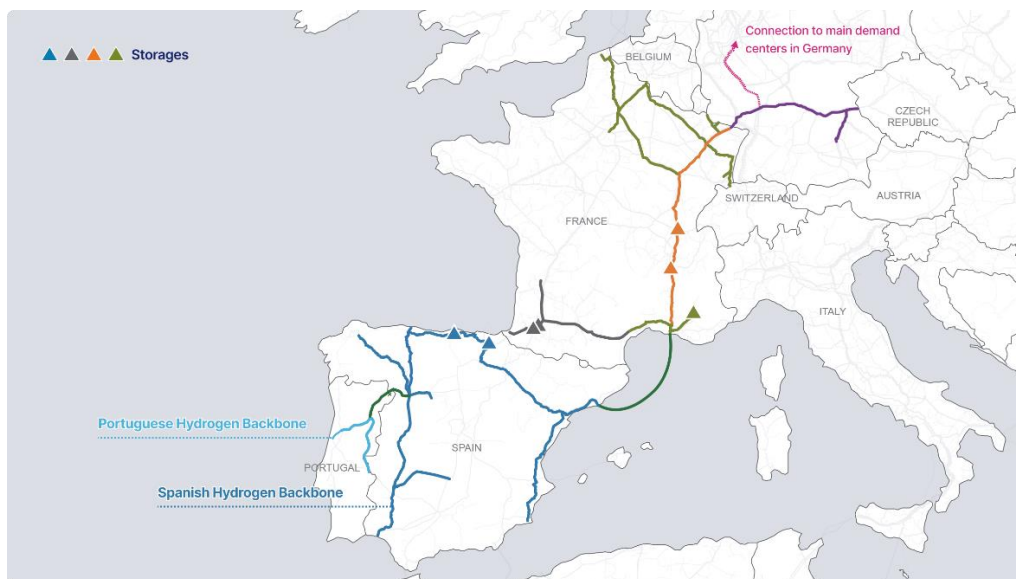 Storages
Connection to main demand
centers in Germany
BELGIUM
CZECH
REPUBLIC
AUSTRIA
SWITZERLAND
FRANCE
ITALY
Portuguese Hydrogen Backbone
SPAIN
PORTUGAL
Spanish Hydrogen Backbone